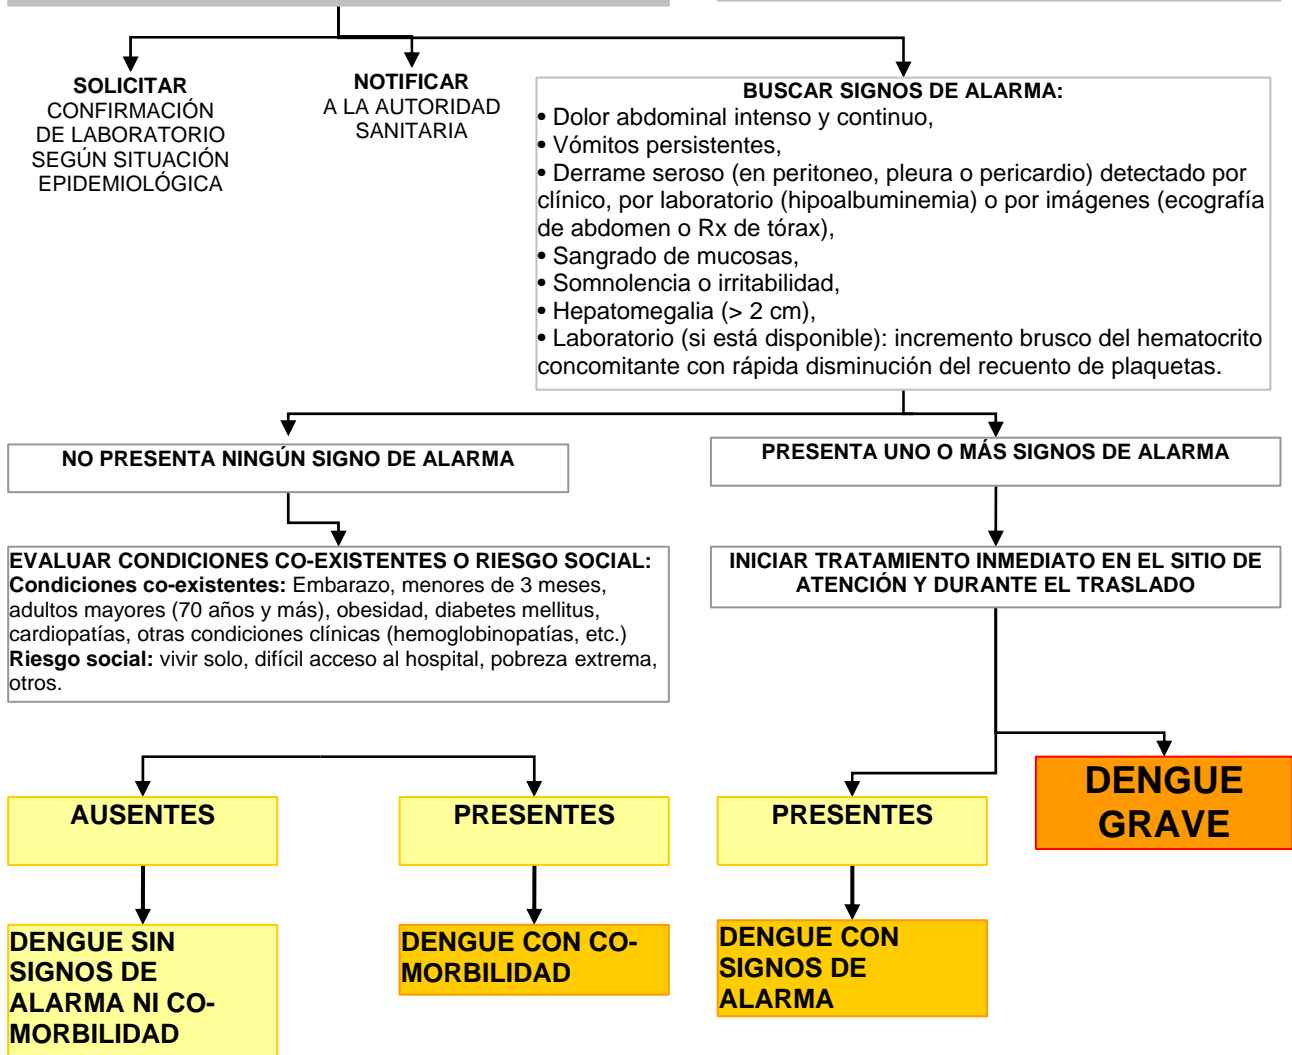 SOLICITAR
CONFIRMACIÓN
DE LABORATORIO
SEGÚN SITUACIÓN
EPIDEMIOLÓGICA
NOTIFICAR
A LA AUTORIDAD
SANITARIA
BUSCAR SIGNOS DE ALARMA:
• Dolor abdominal intenso y continuo,
• Vómitos persistentes,
• Derrame seroso (en peritoneo, pleura o pericardio) detectado por
clínico, por laboratorio (hipoalbuminemia) o por imágenes (ecografía
de abdomen o Rx de tórax),
• Sangrado de mucosas,
• Somnolencia o irritabilidad,
• Hepatomegalia (> 2 cm),
• Laboratorio (si está disponible): incremento brusco del hematocrito
concomitante con rápida disminución del recuento de plaquetas.
NO PRESENTA NINGÚN SIGNO DE ALARMA
PRESENTA UNO O MÁS SIGNOS DE ALARMA
EVALUAR CONDICIONES CO-EXISTENTES O RIESGO SOCIAL:
Condiciones co-existentes: Embarazo, menores de 3 meses,
adultos mayores (70 años y más), obesidad, diabetes mellitus,
cardiopatías, otras condiciones clínicas (hemoglobinopatías, etc.)
Riesgo social: vivir solo, difícil acceso al hospital, pobreza extrema,
otros.
INICIAR TRATAMIENTO INMEDIATO EN EL SITIO DE
ATENCIÓN Y DURANTE EL TRASLADO
AUSENTES
PRESENTES
PRESENTES
DENGUE
GRAVE
DENGUE SIN
SIGNOS DE
ALARMA NI CO-
MORBILIDAD
DENGUE CON CO-
MORBILIDAD
DENGUE CON
SIGNOS DE
ALARMA